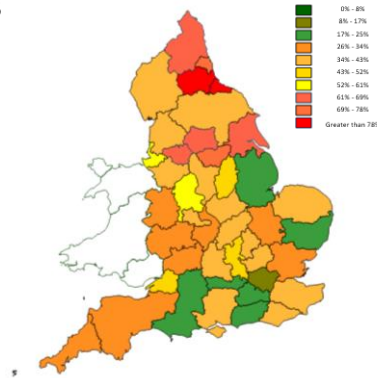 0% - 8%
8% - 17%
17% - 25%
26% - 34%
34% - 43%
43% - 52%
52% - 61%
61% - 69%
69% - 78%
Greater than 78%